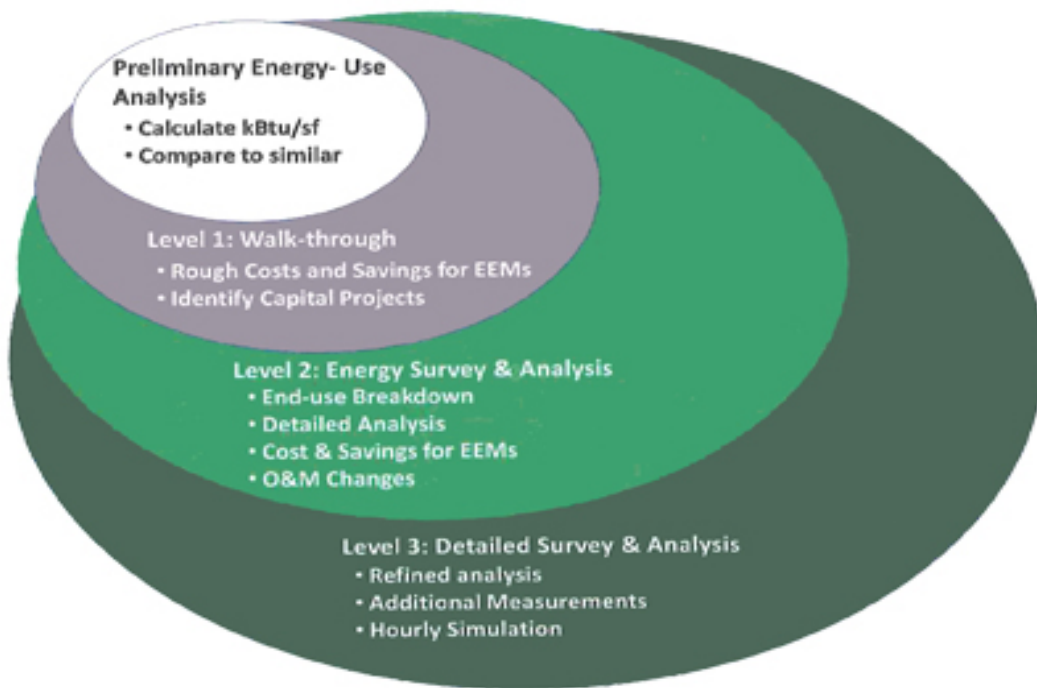 Preliminary Energy- Use
Analysis
• Calculate kBtu/sf
• Compare to similar
Level 1: Walk-through
• Rough Costs and Savings for EEMs
• Identify Capital Projects
Level 2: Energy Survey & Analysis
• End-use Breakdown
• Detailed Analysis
• Cost & Savings for EEMs
• O&M Changes
Level 3: Detailed Survey & Analysis
• Refined analysis
• Additional Measurements
• Hourly Simulation